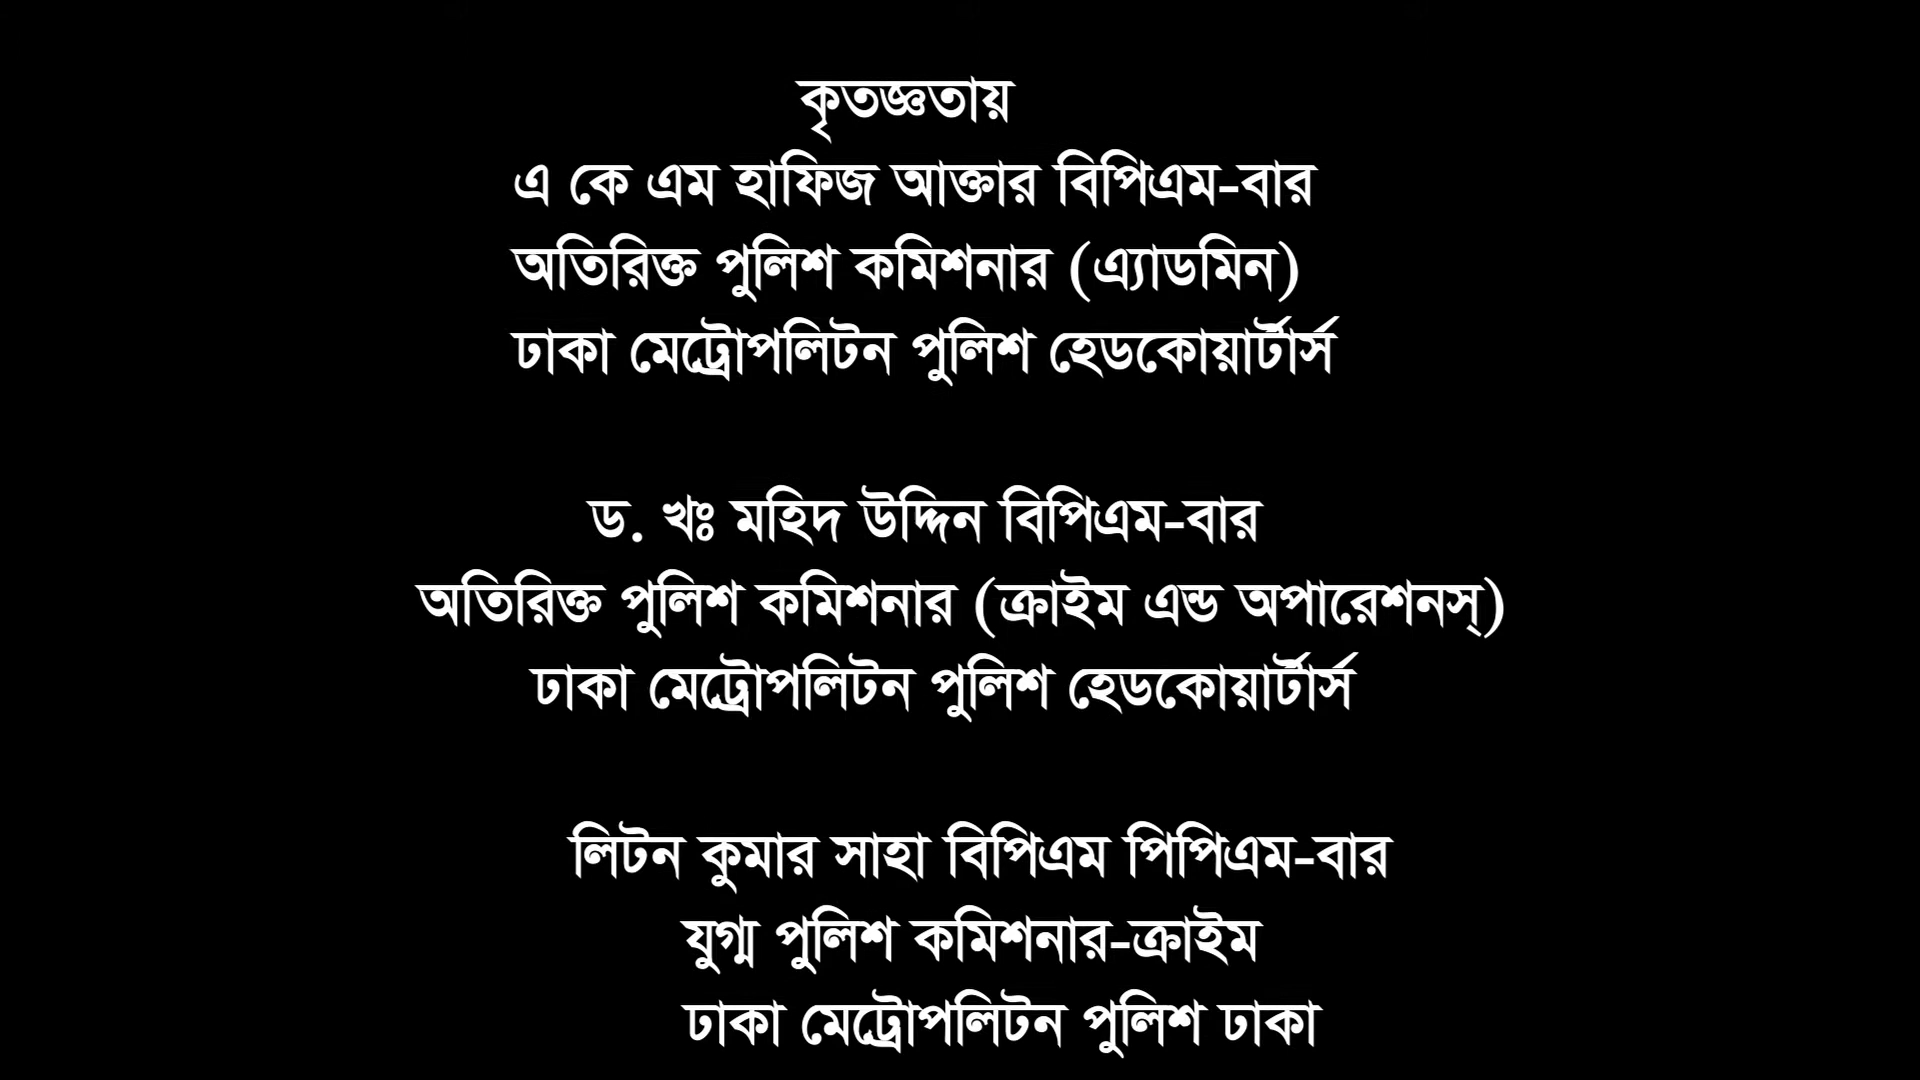 কৃতজ্ঞতায়
এ কে এম হাফিজ আক্তার বিপিএম-বার
অতিরিক্ত পুলিশ কমিশনার (এ্যাডমিন)
ঢাকা মেট্রোপলিটন পুলিশ হেডকোয়ার্টার্স
ড. খঃ মহিদ উদ্দিন বিপিএম-বার
অতিরিক্ত পুলিশ কমিশনার (ক্রাইম এন্ড অপারেশনস্)
ঢাকা মেট্রোপলিটন পুলিশ হেডকোয়ার্টার্স
লিটন কুমার সাহা বিপিএম পিপিএম-বার
যুগ্ম পুলিশ কমিশনার-ক্রাইম
ঢাকা মেট্রোপলিটন পুলিশ ঢাকা